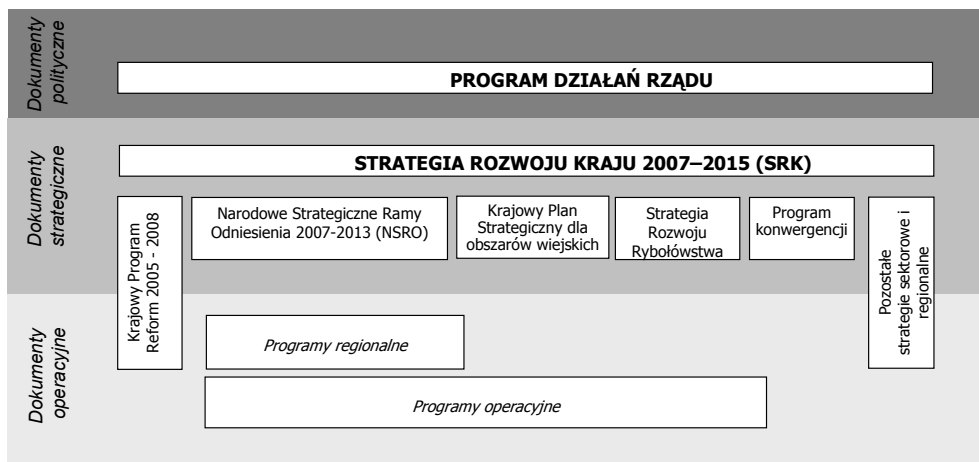 Dokumenty
polityczne
PROGRAM DZIAŁAŃ RZĄDU
Dokumenty
strategiczne
STRATEGIA ROZWOJU KRAJU 2007–2015 (SRK)
Krajowy Program
Reform 2005 - 2008
Narodowe Strategiczne Ramy
Odniesienia 2007-2013 (NSRO)
Krajowy Plan
Strategiczny dla
obszarów wiejskich
Strategia
Rozwoju
Rybołówstwa
Program
konwergencji
Pozostałe
strategie sektorowe i
regionalne
Dokumenty
operacyjne
Programy regionalne
Programy operacyjne